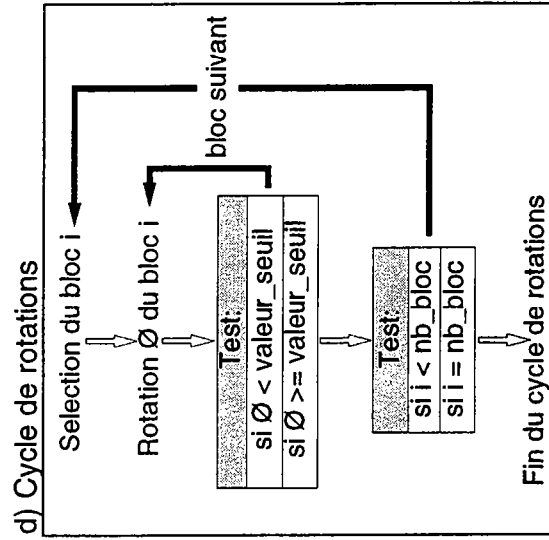 d) Cycle de rotations
Selection du bloc i
Rotation Ø du bloc i
Test:
si Ø < valeur_seuil
si Ø >= valeur_seuil
bloc suivant
Test:
si i < nb_bloc
si i = nb_bloc
Fin du cycle de rotations